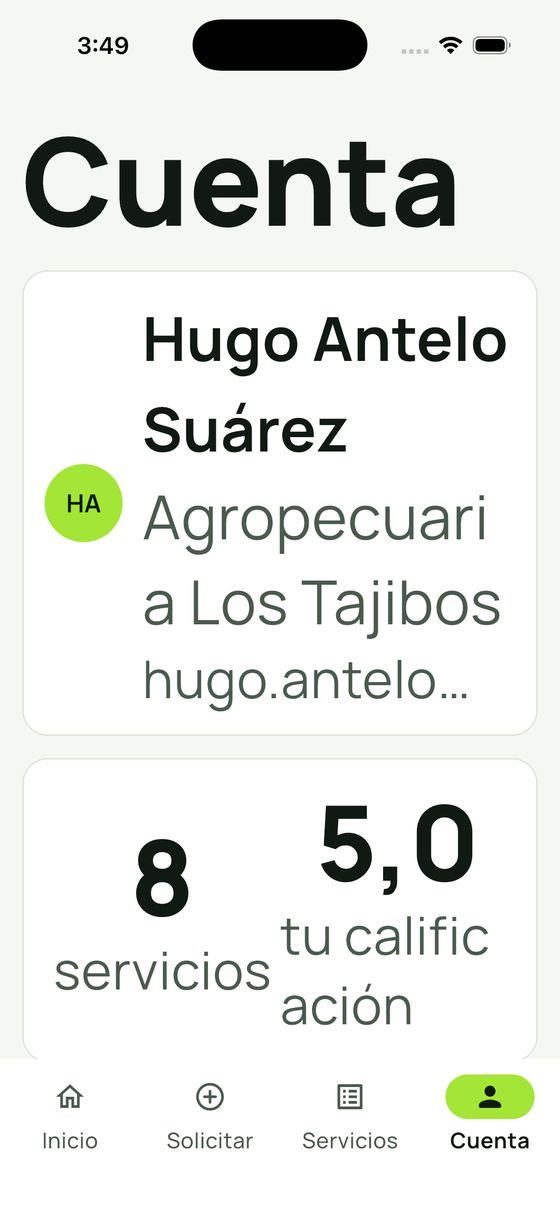 3:49
Cuenta
HA
Hugo Antelo
Suárez
Agropecuari
a Los Tajibos
hugo.antelo...
8
servicios
5,0
tu calific
ación
Inicio
Solicitar
Servicios
Cuenta